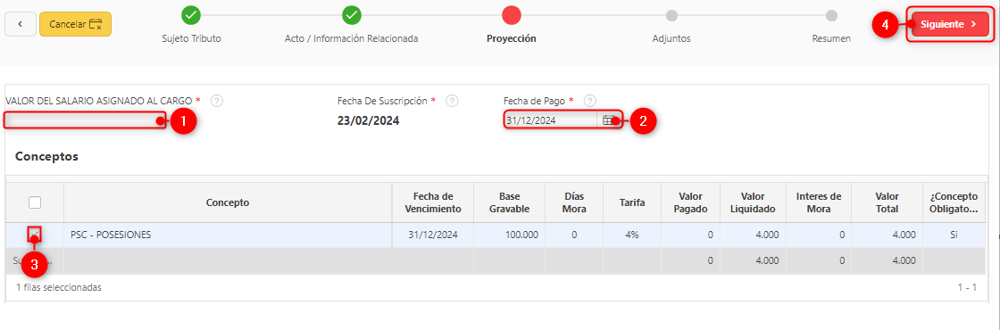 Cancelar
Sujeto Tributo
Acto / Información Relacionada
Proyección
Adjuntos
Resumen
4
Siguiente
VALOR DEL SALARIO ASIGNADO AL CARGO * ?
Fecha De Suscripción * ?
Fecha de Pago * ?
1
23/02/2024
31/12/2024
2
Conceptos
Concepto
Fecha de Vencimiento
Base Gravable
Días Mora
Tarifa
Valor Pagado
Valor Liquidado
Interes de Mora
Valor Total
¿Concepto Obligato...
PSC - POSESIONES 31/12/2024 100.000 0 4% 0 4.000 0 4.000 Si
3
0 4.000 0 4.000
1 filas seleccionadas
1 - 1